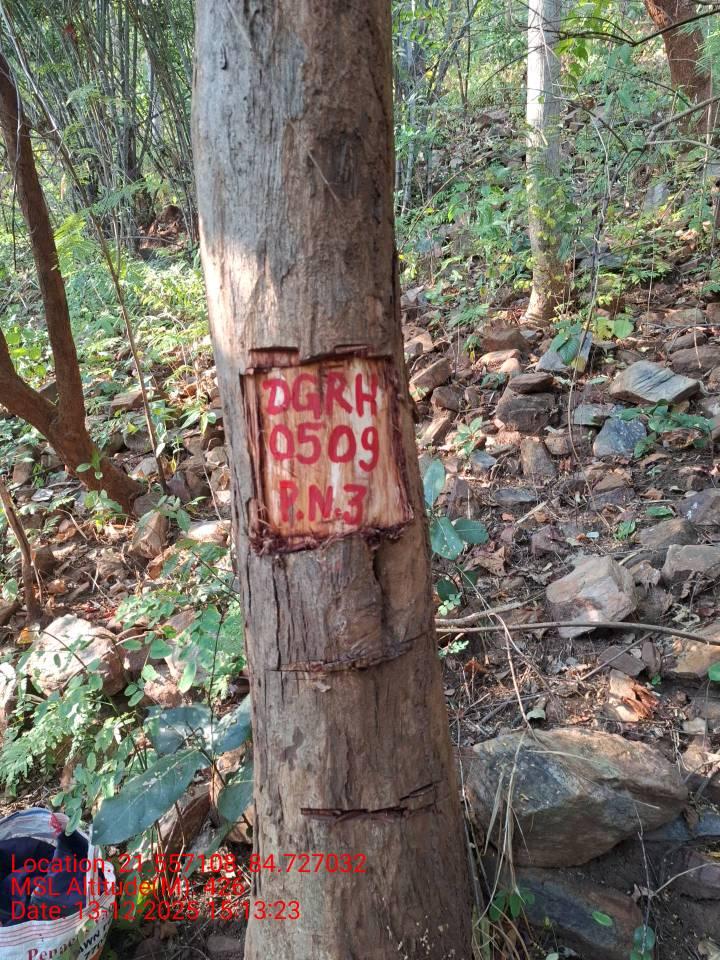 DGRH
0509
P.N.3
Location: 21.557108, 84.727032
MSL Altitude(M): 426
Date: 13-12-2025 15:13:23